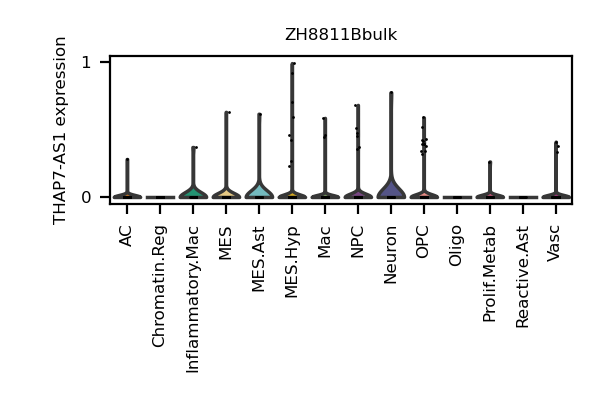 ZH8811Bbulk
THAP7-AS1 expression
1
0
AC
Chromatin.Reg
Inflammatory.Mac
MES
MES.Ast
MES.Hyp
Mac
NPC
Neuron
OPC
Oligo
Prolif.Metab
Reactive.Ast
Vasc